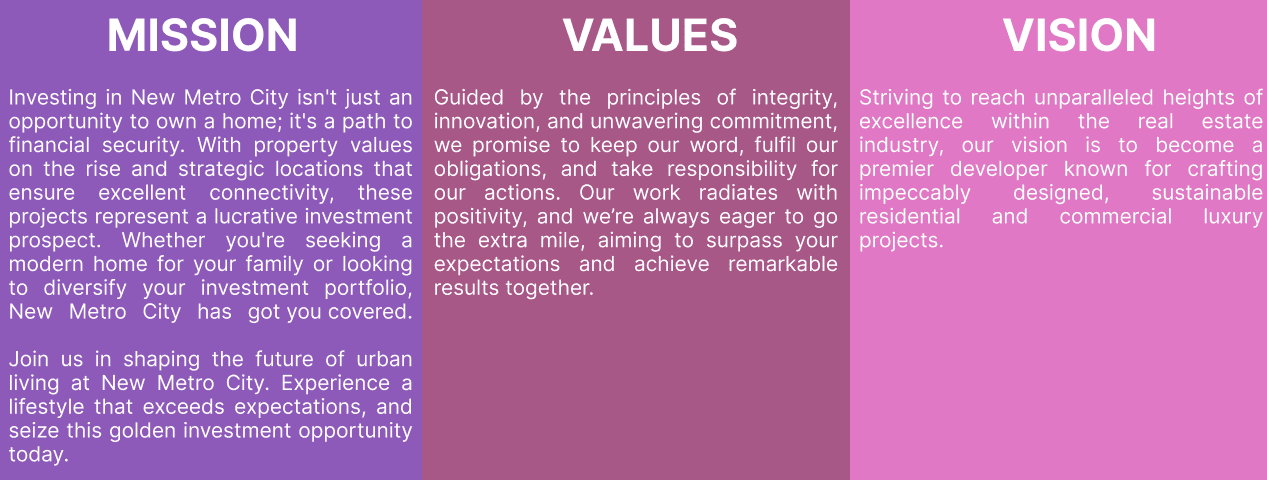 MISSION
Investing in New Metro City isn't just an
opportunity to own a home; it's a path to
financial security. With property values
on the rise and strategic locations that
ensure excellent connectivity, these
projects represent a lucrative investment
prospect. Whether you're seeking a
modern home for your family or looking
to diversify your investment portfolio,
New Metro City has got you covered.
Join us in shaping the future of urban
living at New Metro City. Experience a
lifestyle that exceeds expectations, and
seize this golden investment opportunity
today.
VALUES
Guided by the principles of integrity,
innovation, and unwavering commitment,
we promise to keep our word, fulfil our
obligations, and take responsibility for
our actions. Our work radiates with
positivity, and we’re always eager to go
the extra mile, aiming to surpass your
expectations and achieve remarkable
results together.
VISION
Striving to reach unparalleled heights of
excellence within the real estate
industry, our vision is to become a
premier developer known for crafting
impeccably designed, sustainable
residential and commercial luxury
projects.